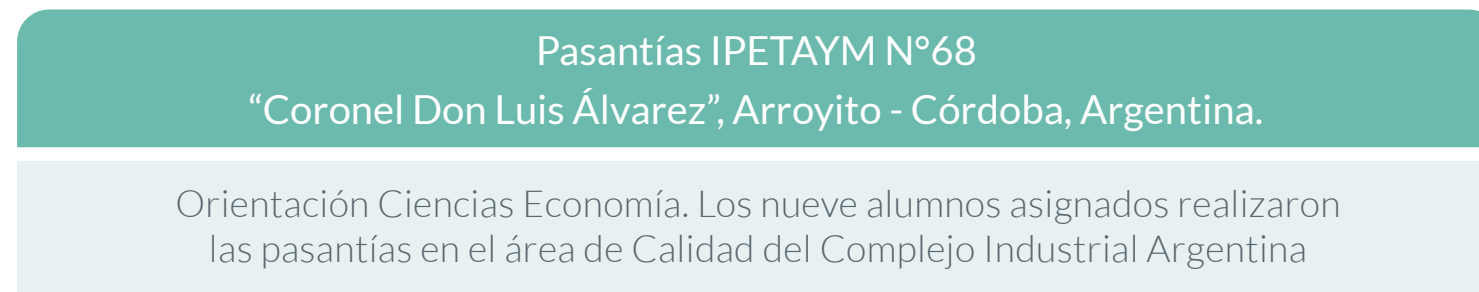 Pasantías IPETAYM N°68
“Coronel Don Luis Álvarez”, Arroyito - Córdoba, Argentina.
Orientación Ciencias Economía. Los nueve alumnos asignados realizaron
las pasantías en el área de Calidad del Complejo Industrial Argentina